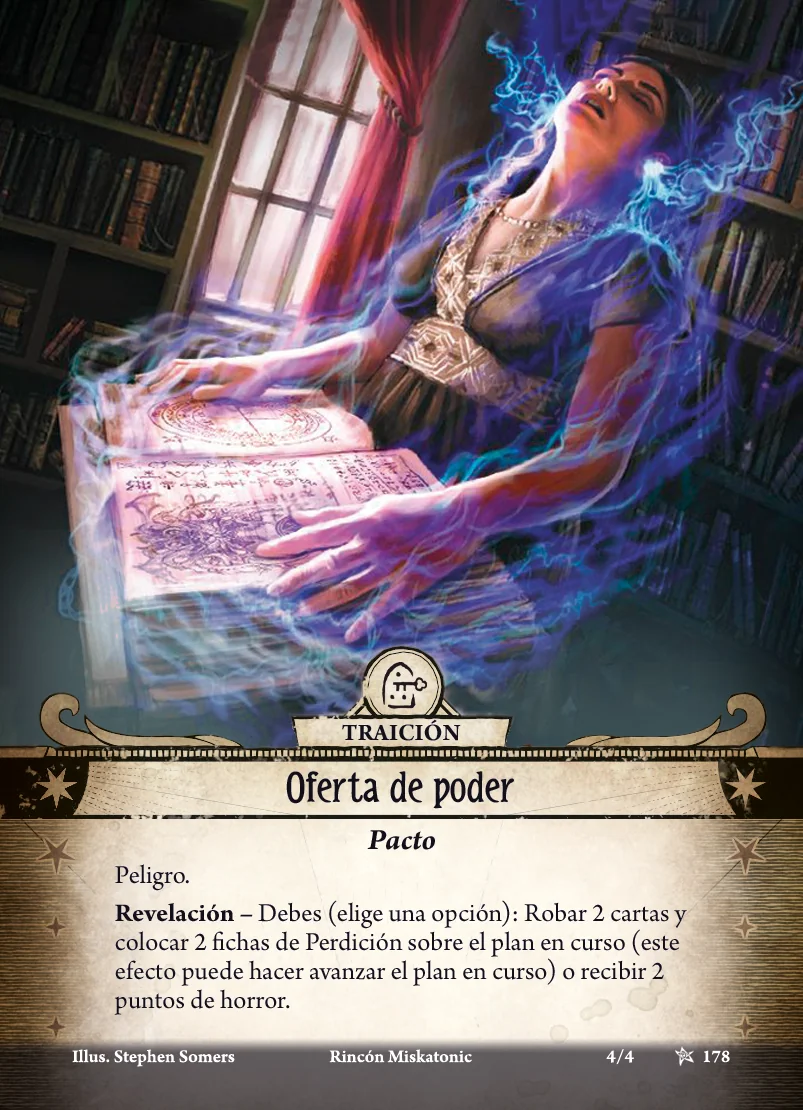 TRAICIÓN
Oferta de poder
Pacto
Peligro.
Revelación – Debes (elige una opción): Robar 2 cartas y
colocar 2 fichas de Perdición sobre el plan en curso (este
efecto puede hacer avanzar el plan en curso) o recibir 2
puntos de horror.
Illus. Stephen Somers Rincón Miskatonic 4/4 178